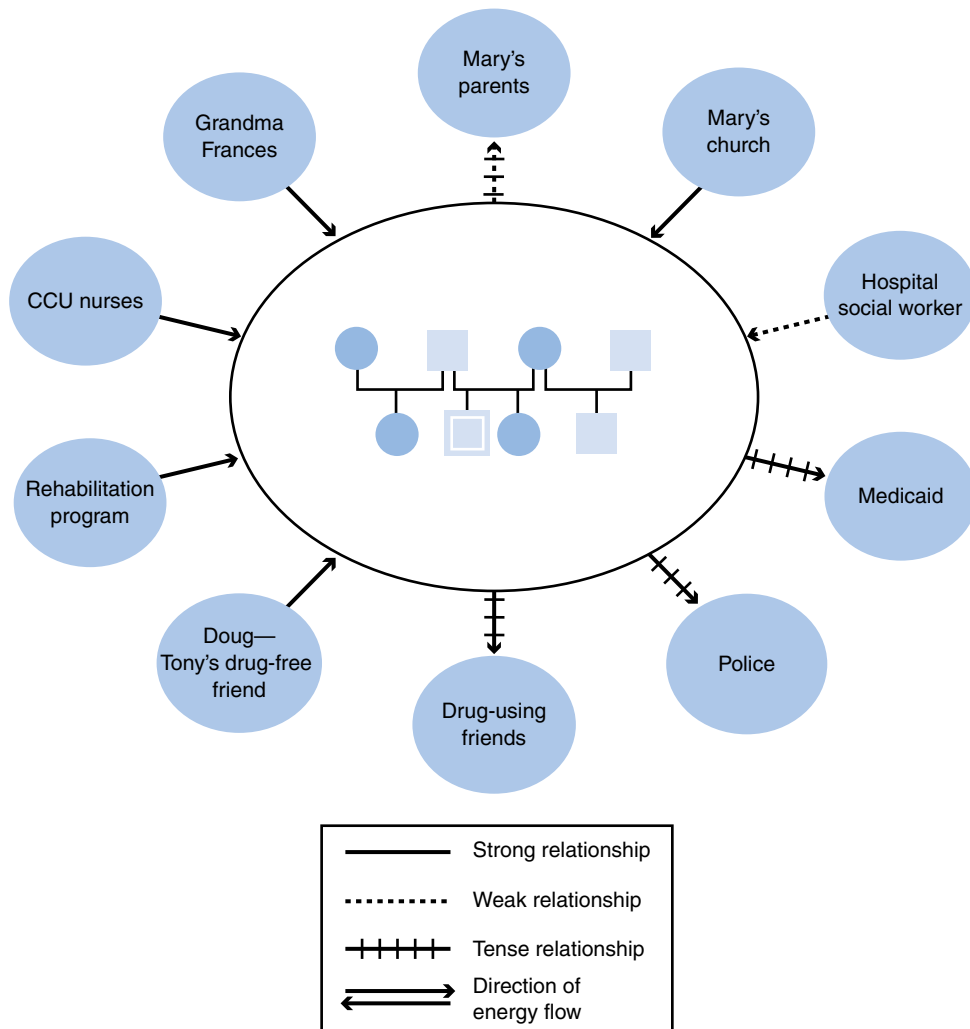 Mary's
parents
Grandma
Frances
Mary's
church
CCU nurses
Hospital
social worker
Rehabilitation
program
Medicaid
Doug—
Tony's drug-free
friend
Police
Drug-using
friends
Strong relationship
Weak relationship
Tense relationship
Direction of
energy flow